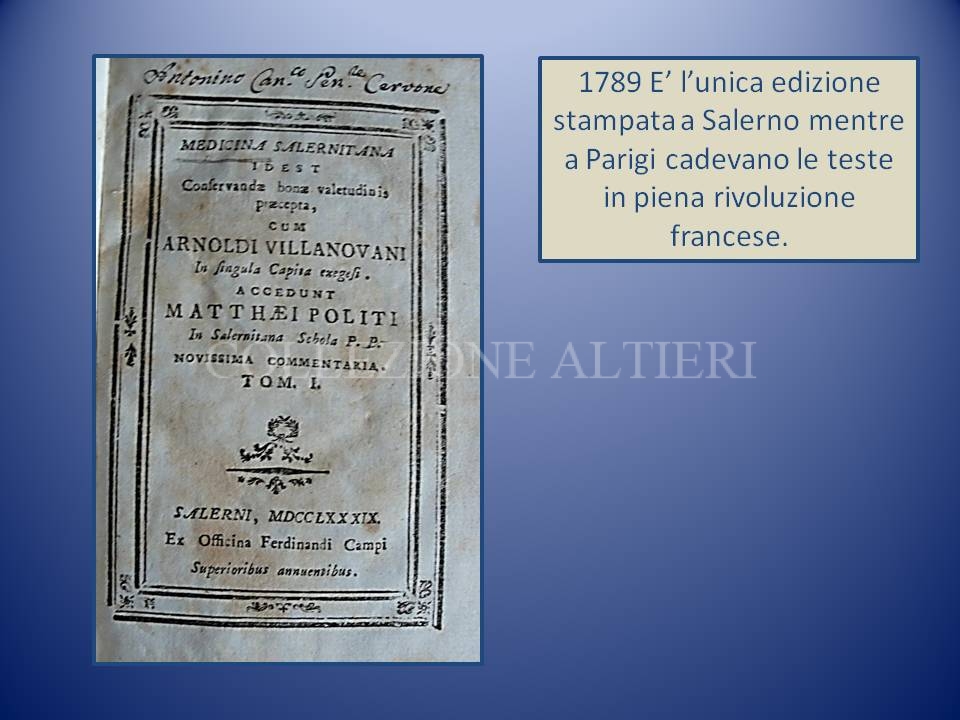 Antonino Can.co Pen.le Cervone
MEDICINA SALERNITANA
IDEST
Conservandæ bonæ valetudinis
præcepta,
CUM
ARNOLDI VILLANOVANI
In singula Capita exegesi.
ACCEDUNT
MATTHÆI POLITI
In Salernitana Schola P. P.
NOVISSIMA COMMENTARIA.
TOM. I.
SALERNI, MDCCLXXXIX.
Ex Officina Ferdinandi Campi
Superioribus annuentibus.
1789 E’ l’unica edizione
stampata a Salerno mentre
a Parigi cadevano le teste
in piena rivoluzione
francese.
COLLEZIONE ALTIERI